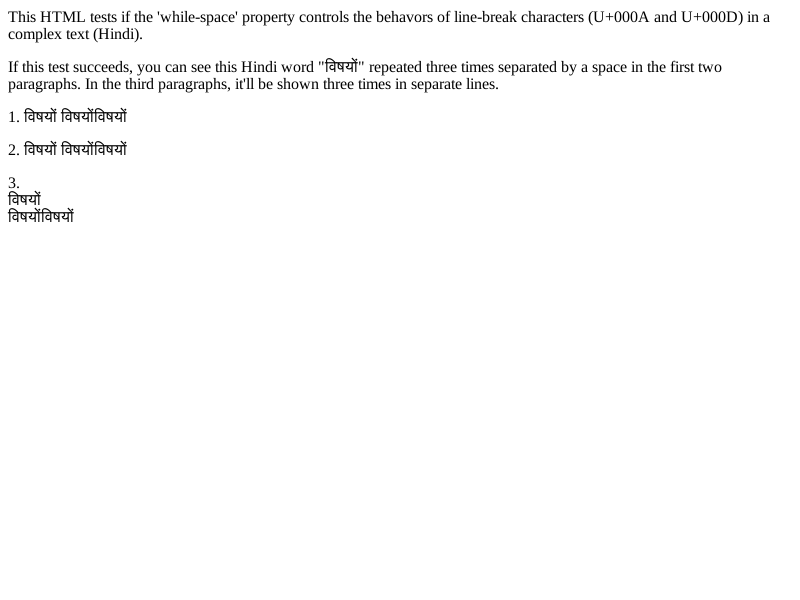 This HTML tests if the 'while-space' property controls the behavors of line-break characters (U+000A and U+000D) in a
complex text (Hindi).
If this test succeeds, you can see this Hindi word "विषयों" repeated three times separated by a space in the first two
paragraphs. In the third paragraphs, it'll be shown three times in separate lines.
1. विषयों विषयोंविषयों
2. विषयों विषयोंविषयों
3.
विषयों
विषयोंविषयों